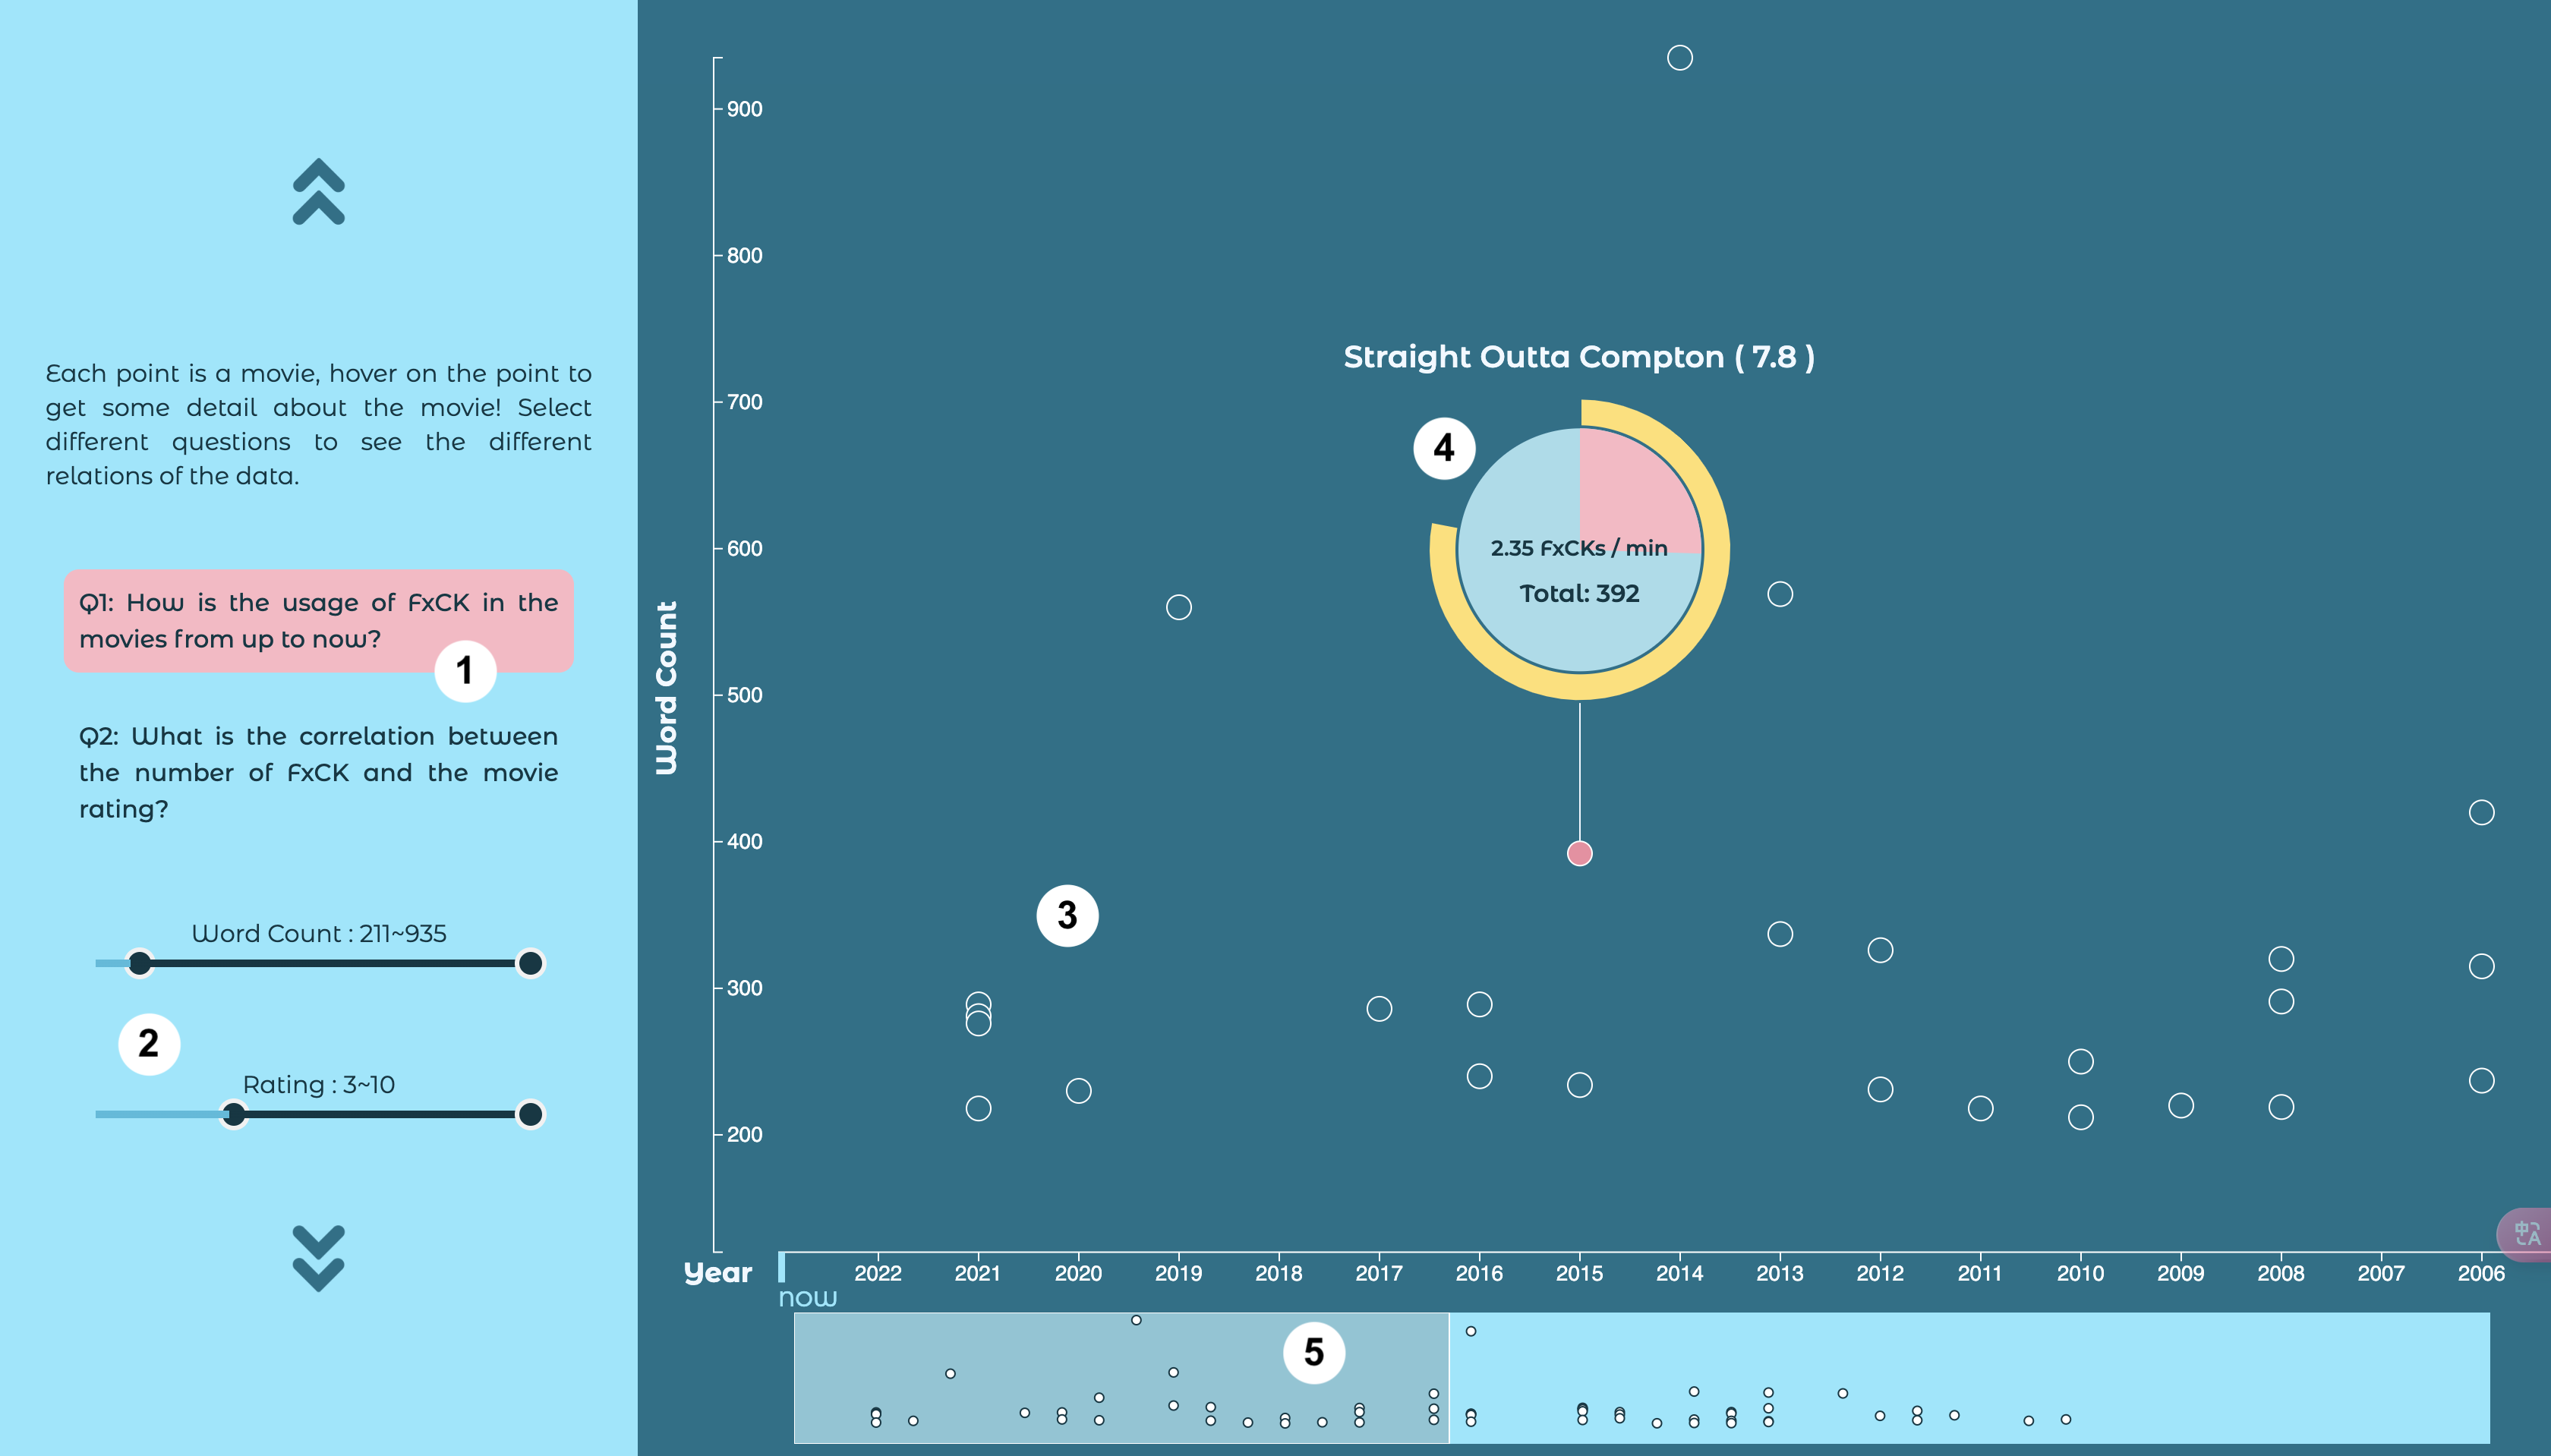 Each point is a movie, hover on the point to
get some detail about the movie! Select
different questions to see the different
relations of the data.
Q1: How is the usage of FxCK in the
movies from up to now?
1
Q2: What is the correlation between
the number of FxCK and the movie
rating?
Word Count : 211~935
2
Rating : 3~10
Word Count
900
800
700
600
500
400
300
200
Straight Outta Compton ( 7.8 )
4
2.35 FxCKs / min
Total: 392
3
Year
2022
2021
2020
2019
2018
2017
2016
2015
2014
2013
2012
2011
2010
2009
2008
2007
2006
now
5
中A